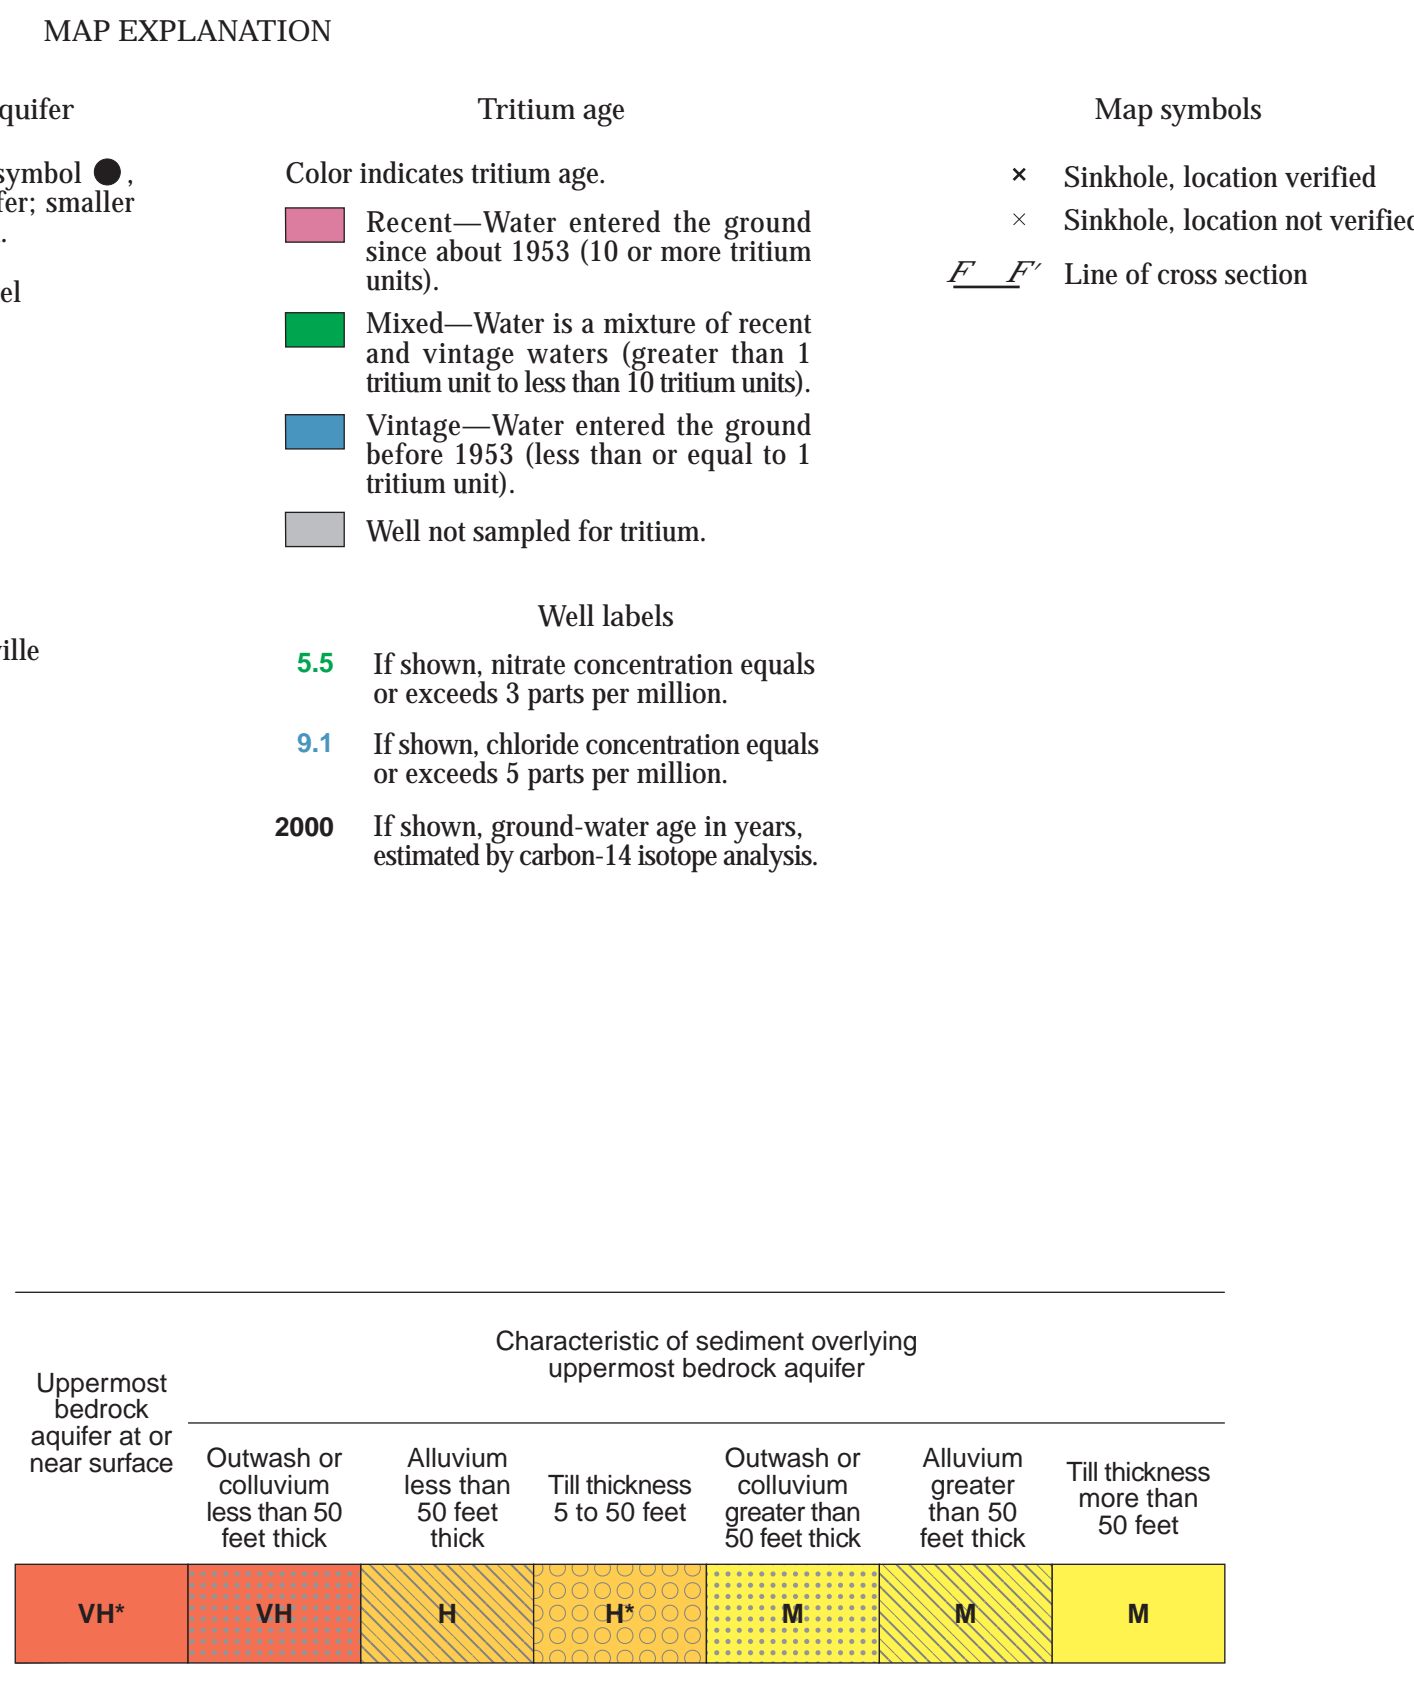 MAP EXPLANATION
quifer
symbol ,
fer; smaller
.
el
ille
Tritium age
Color indicates tritium age.
Recent—Water entered the ground
since about 1953 (10 or more tritium
units).
Mixed—Water is a mixture of recent
and vintage waters (greater than 1
tritium unit to less than 10 tritium units).
Vintage—Water entered the ground
before 1953 (less than or equal to 1
tritium unit).
Well not sampled for tritium.
Well labels
5.5 If shown, nitrate concentration equals
or exceeds 3 parts per million.
9.1 If shown, chloride concentration equals
or exceeds 5 parts per million.
2000 If shown, ground-water age in years,
estimated by carbon-14 isotope analysis.
Map symbols
× Sinkhole, location verified
× Sinkhole, location not verified
F F′ Line of cross section
Uppermost
bedrock
aquifer at or
near surface
Characteristic of sediment overlying
uppermost bedrock aquifer
Outwash or
colluvium
less than 50
feet thick
Alluvium
less than
50 feet
thick
Till thickness
5 to 50 feet
Outwash or
colluvium
greater than
50 feet thick
Alluvium
greater
than 50
feet thick
Till thickness
more than
50 feet
VH* VH H H* M M M